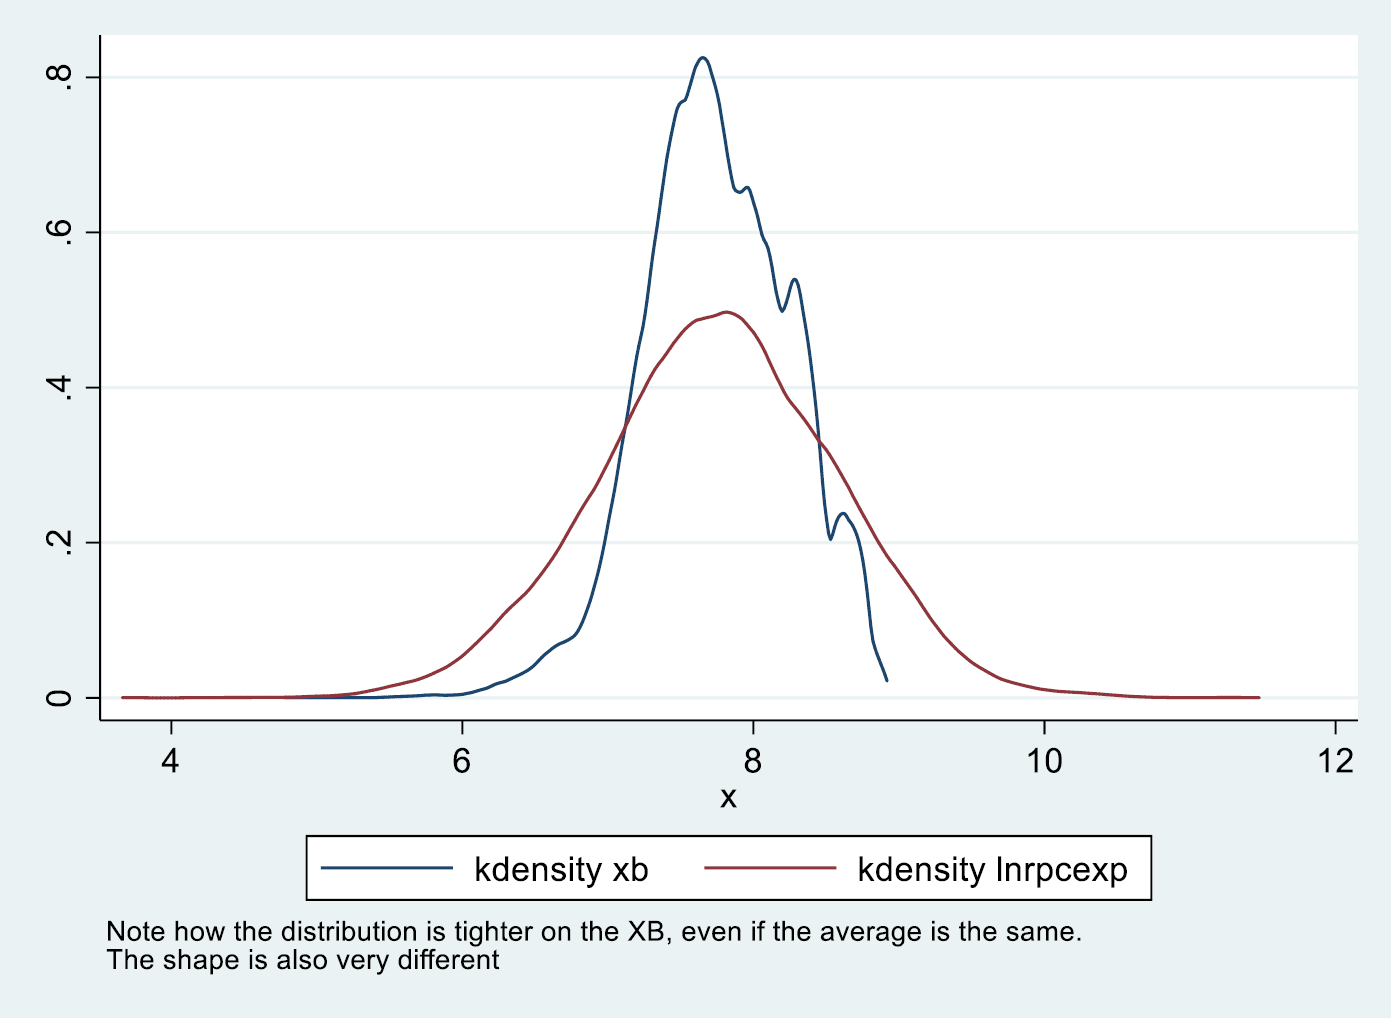 .8
.6
.4
.2
0
4 6 8 10 12
x
kdensity xb kdensity lnrpcexp
Note how the distribution is tighter on the XB, even if the average is the same.
The shape is also very different